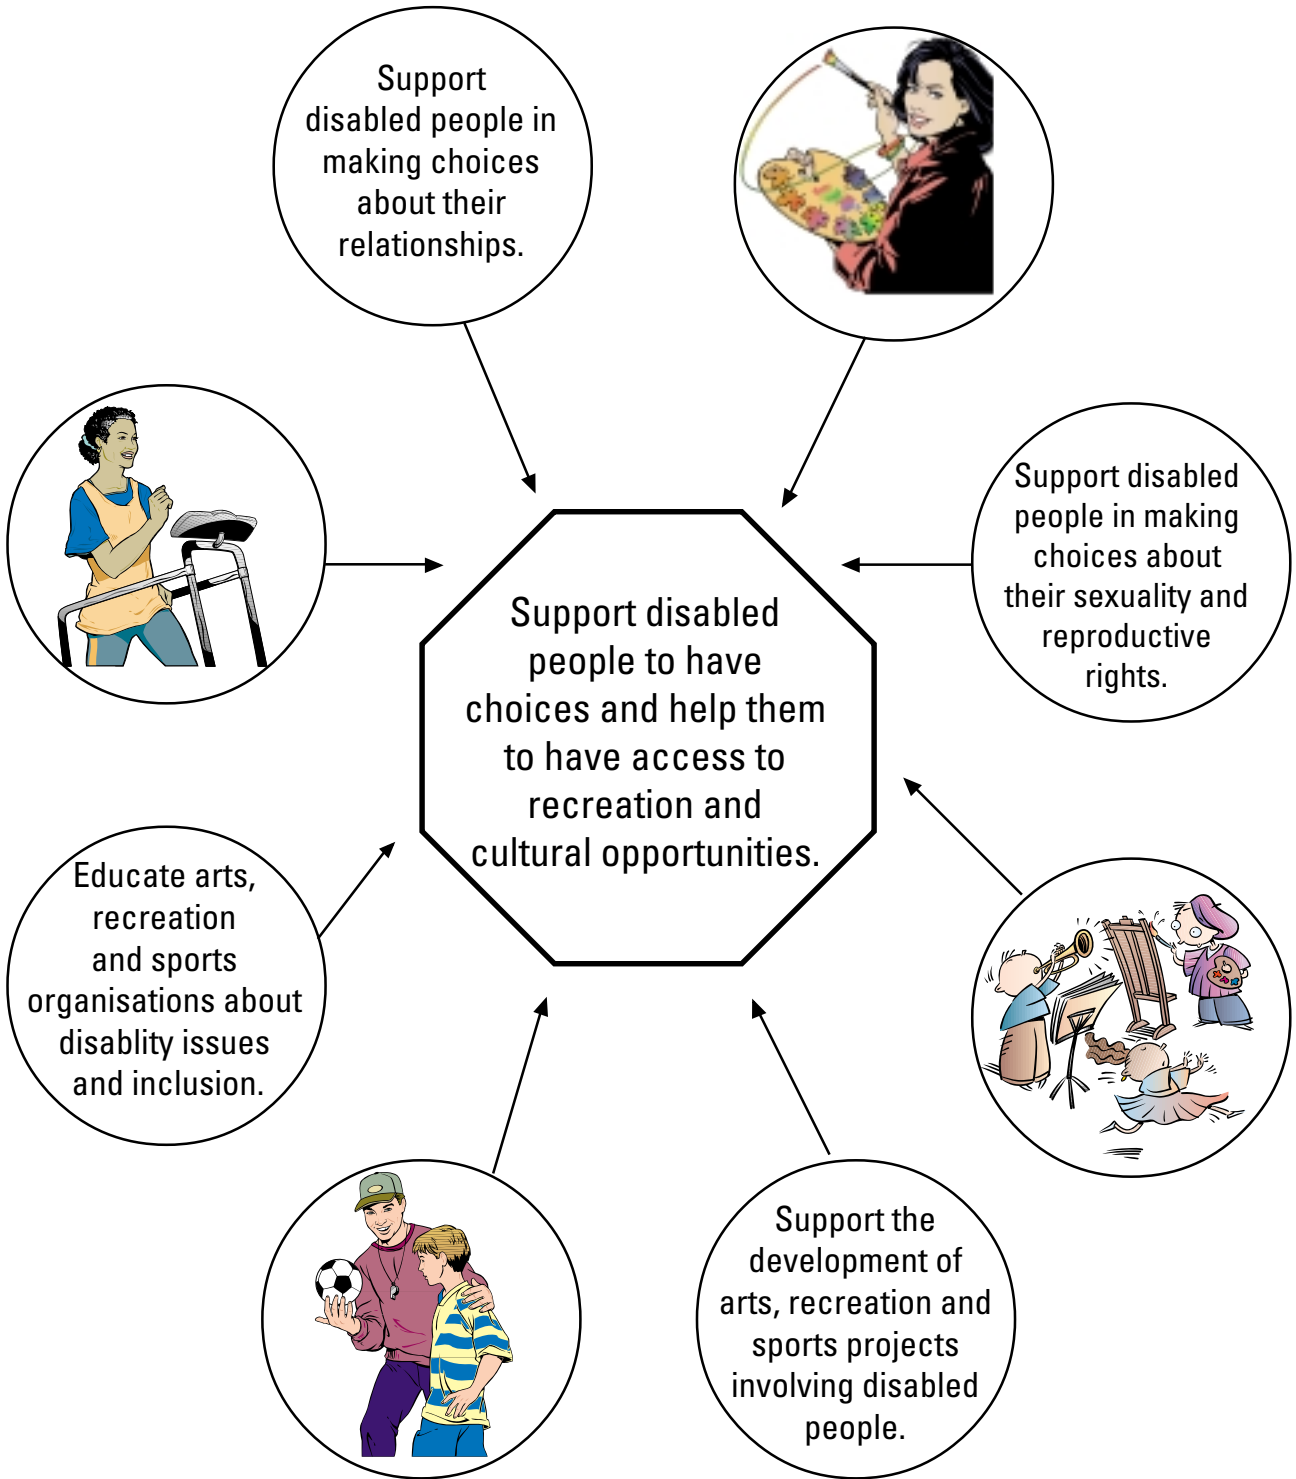 Support
disabled people in
making choices
about their
relationships.
Support disabled
people in making
choices about
their sexuality and
reproductive
rights.
Support disabled
people to have
choices and help them
to have access to
recreation and
cultural opportunities.
Educate arts,
recreation
and sports
organisations about
disablity issues
and inclusion.
Support the
development of
arts, recreation and
sports projects
involving disabled
people.